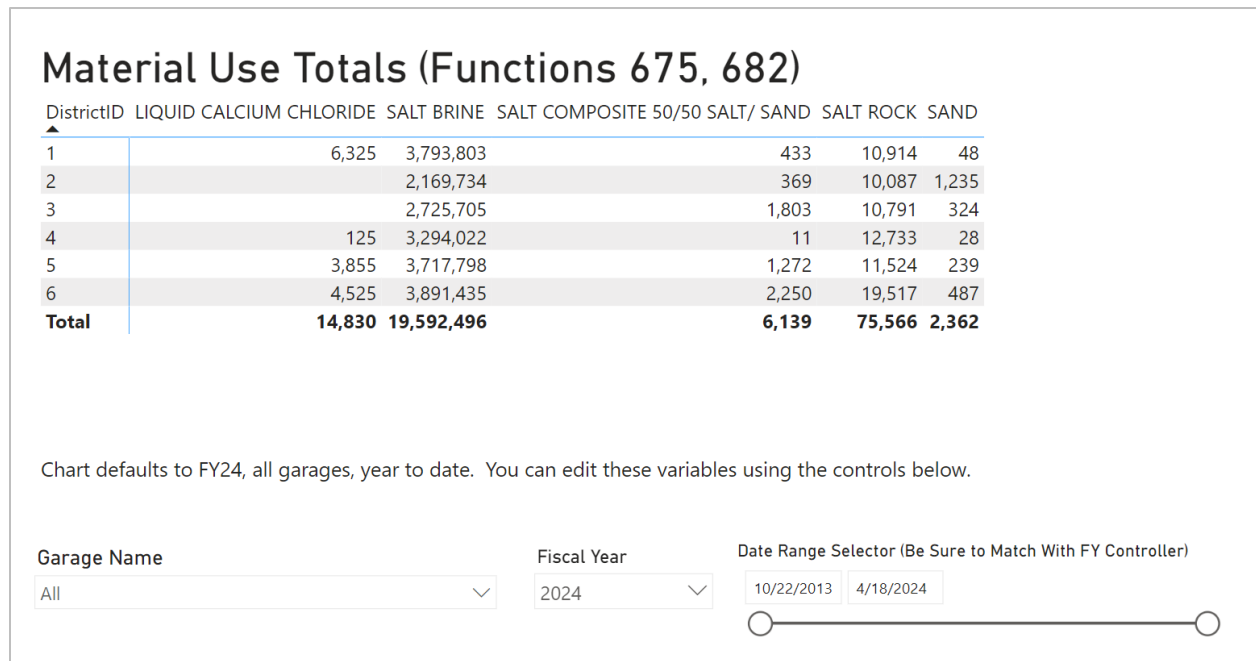 Material Use Totals (Functions 675, 682)
DistrictID LIQUID CALCIUM CHLORIDE SALT BRINE SALT COMPOSITE 50/50 SALT/ SAND SALT ROCK SAND
1 6,325 3,793,803 433 10,914 48
2 2,169,734 369 10,087 1,235
3 2,725,705 1,803 10,791 324
4 125 3,294,022 11 12,733 28
5 3,855 3,717,798 1,272 11,524 239
6 4,525 3,891,435 2,250 19,517 487
Total 14,830 19,592,496 6,139 75,566 2,362
Chart defaults to FY24, all garages, year to date. You can edit these variables using the controls below.
Garage Name
All
Fiscal Year
2024
Date Range Selector (Be Sure to Match With FY Controller)
10/22/2013 4/18/2024